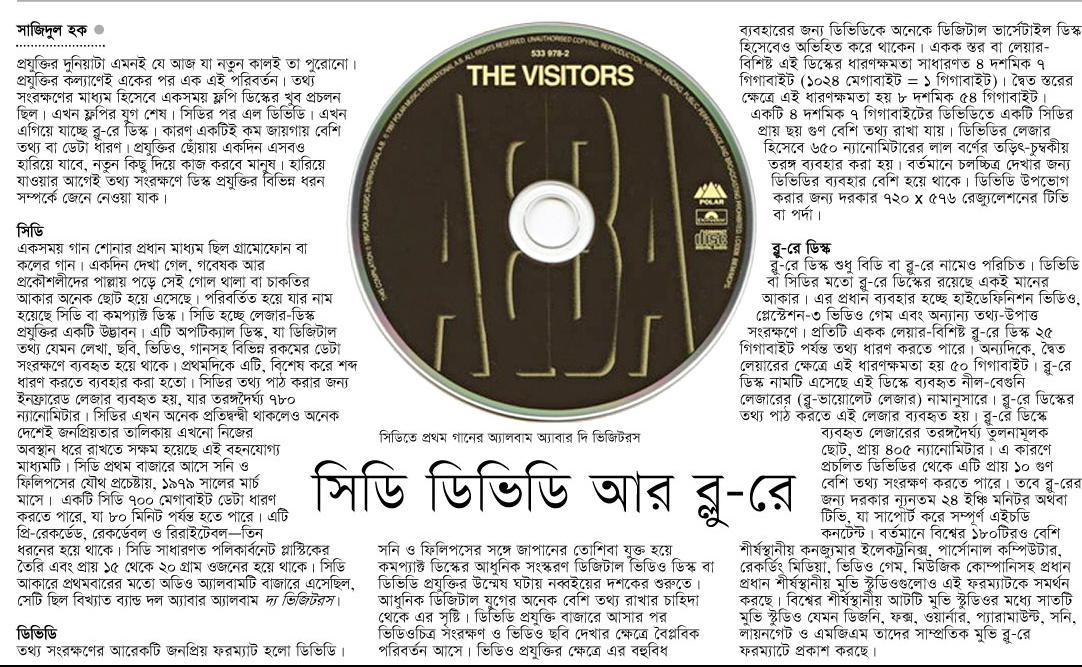 সাজিদুল হক
প্রযুক্তির দুনিয়াটা এমনই যে আজ যা নতুন কালই তা পুরোনো।
প্রযুক্তির কল্যাণেই একের পর এক এই পরিবর্তন। তথ্য
সংরক্ষণের মাধ্যম হিসেবে একসময় ফ্লপি ডিস্কের খুব প্রচলন
ছিল। এখন ফ্লপির যুগ শেষ। সিডির পর এল ডিভিডি। এখন
এগিয়ে যাচ্ছে ব্লু-রে ডিস্ক। কারণ একটিই কম জায়গায় বেশি
তথ্য বা ডেটা ধারণ। প্রযুক্তির ছোঁয়ায় একদিন এসবও
হারিয়ে যাবে, নতুন কিছু দিয়ে কাজ করবে মানুষ। হারিয়ে
যাওয়ার আগেই তথ্য সংরক্ষণে ডিস্ক প্রযুক্তির বিভিন্ন ধরন
সম্পর্কে জেনে নেওয়া যাক।
সিডি
একসময় গান শোনার প্রধান মাধ্যম ছিল গ্রামোফোন বা
কলের গান। একদিন দেখা গেল, গবেষক আর
প্রকৌশলীদের পাল্লায় পড়ে সেই গোল থালা বা চাকতির
আকার অনেক ছোট হয়ে এসেছে। পরিবর্তিত হয়ে যার নাম
হয়েছে সিডি বা কমপ্যাক্ট ডিস্ক। সিডি হচ্ছে লেজার-ডিস্ক
প্রযুক্তির একটি উদ্ভাবন। এটি অপটিক্যাল ডিস্ক, যা ডিজিটাল
তথ্য যেমন লেখা, ছবি, ভিডিও, গানসহ বিভিন্ন রকমের ডেটা
সংরক্ষণে ব্যবহৃত হয়ে থাকে। প্রথমদিকে এটি, বিশেষ করে শব্দ
ধারণ করতে ব্যবহার করা হতো। সিডির তথ্য পাঠ করার জন্য
ইনফ্রারেড লেজার ব্যবহৃত হয়, যার তরঙ্গদৈর্ঘ্য ৭৮০
ন্যানোমিটার। সিডির এখন অনেক প্রতিদ্বন্দ্বী থাকলেও অনেক
দেশেই জনপ্রিয়তার তালিকায় এখনো নিজের
অবস্থান ধরে রাখতে সক্ষম হয়েছে এই বহনযোগ্য
মাধ্যমটি। সিডি প্রথম বাজারে আসে সনি ও
ফিলিপসের যৌথ প্রচেষ্টায়, ১৯৭৯ সালের মার্চ
মাসে। একটি সিডি ৭০০ মেগাবাইট ডেটা ধারণ
করতে পারে, যা ৮০ মিনিট পর্যন্ত হতে পারে। এটি
প্রি-রেকর্ডেড, রেকর্ডেবল ও রিরাইটেবল—তিন
ধরনের হয়ে থাকে। সিডি সাধারণত পলিকার্বনেট প্লাস্টিকের
তৈরি এবং প্রায় ১৫ থেকে ২০ গ্রাম ওজনের হয়ে থাকে। সিডি
আকারে প্রথমবারের মতো অডিও অ্যালবামটি বাজারে এসেছিল,
সেটি ছিল বিখ্যাত ব্যান্ড দল অ্যাবার অ্যালবাম দ্য ভিজিটরস।
ডিভিডি
তথ্য সংরক্ষণের আরেকটি জনপ্রিয় ফরম্যাট হলো ডিভিডি।
533 978-2
THE VISITORS
ABBA
POLAR
সিডিতে প্রথম গানের অ্যালবাম অ্যাবার দি ভিজিটরস
সিডি ডিভিডি আর ব্লু-রে
সনি ও ফিলিপসের সঙ্গে জাপানের তোশিবা যুক্ত হয়ে
কমপ্যাক্ট ডিস্কের আধুনিক সংস্করণ ডিজিটাল ভিডিও ডিস্ক বা
ডিভিডি প্রযুক্তির উন্মেষ ঘটায় নব্বইয়ের দশকের শুরুতে।
আধুনিক ডিজিটাল যুগের অনেক বেশি তথ্য রাখার চাহিদা
থেকে এর সৃষ্টি। ডিভিডি প্রযুক্তি বাজারে আসার পর
ভিডিওচিত্র সংরক্ষণ ও ভিডিও ছবি দেখার ক্ষেত্রে বৈপ্লবিক
পরিবর্তন আসে। ভিডিও প্রযুক্তির ক্ষেত্রে এর বহুবিধ
ব্যবহারের জন্য ডিভিডিকে অনেকে ডিজিটাল ভার্সেটাইল ডিস্ক
হিসেবেও অভিহিত করে থাকেন। একক স্তর বা লেয়ার-
বিশিষ্ট এই ডিস্কের ধারণক্ষমতা সাধারণত ৪ দশমিক ৭
গিগাবাইট (১০২৪ মেগাবাইট = ১ গিগাবাইট)। দ্বৈত স্তরের
ক্ষেত্রে এই ধারণক্ষমতা হয় ৮ দশমিক ৫৪ গিগাবাইট।
একটি ৪ দশমিক ৭ গিগাবাইটের ডিভিডিতে একটি সিডির
প্রায় ছয় গুণ বেশি তথ্য রাখা যায়। ডিভিডির লেজার
হিসেবে ৬৫০ ন্যানোমিটারের লাল বর্ণের তড়িৎ-চুম্বকীয়
তরঙ্গ ব্যবহার করা হয়। বর্তমানে চলচ্চিত্র দেখার জন্য
ডিভিডির ব্যবহার বেশি হয়ে থাকে। ডিভিডি উপভোগ
করার জন্য দরকার ৭২০ x ৫৭৬ রেজ্যুলেশনের টিভি
বা পর্দা।
ব্লু-রে ডিস্ক
ব্লু-রে ডিস্ক শুধু বিডি বা ব্লু-রে নামেও পরিচিত। ডিভিডি
বা সিডির মতো ব্লু-রে ডিস্কের রয়েছে একই মানের
আকার। এর প্রধান ব্যবহার হচ্ছে হাইডেফিনিশন ভিডিও,
প্লেস্টেশন-৩ ভিডিও গেম এবং অন্যান্য তথ্য-উপাত্ত
সংরক্ষণে। প্রতিটি একক লেয়ার-বিশিষ্ট ব্লু-রে ডিস্ক ২৫
গিগাবাইট পর্যন্ত তথ্য ধারণ করতে পারে। অন্যদিকে, দ্বৈত
লেয়ারের ক্ষেত্রে এই ধারণক্ষমতা হয় ৫০ গিগাবাইট। ব্লু-রে
ডিস্ক নামটি এসেছে এই ডিস্কে ব্যবহৃত নীল-বেগুনি
লেজারের (ব্লু-ভায়োলেট লেজার) নামানুসারে। ব্লু-রে ডিস্কের
তথ্য পাঠ করতে এই লেজার ব্যবহৃত হয়। ব্লু-রে ডিস্কে
ব্যবহৃত লেজারের তরঙ্গদৈর্ঘ্য তুলনামূলক
ছোট, প্রায় ৪০৫ ন্যানোমিটার। এ কারণে
প্রচলিত ডিভিডির থেকে এটি প্রায় ১০ গুণ
বেশি তথ্য সংরক্ষণ করতে পারে। তবে ব্লু-রের
জন্য দরকার ন্যূনতম ২৪ ইঞ্চি মনিটর অথবা
টিভি, যা সাপোর্ট করে সম্পূর্ণ এইচডি
কনটেন্ট। বর্তমানে বিশ্বের ১৮০টিরও বেশি
শীর্ষস্থানীয় কনজ্যুমার ইলেকট্রনিক্স, পার্সোনাল কম্পিউটার,
রেকর্ডিং মিডিয়া, ভিডিও গেম, মিউজিক কোম্পানিসহ প্রধান
প্রধান শীর্ষস্থানীয় মুভি স্টুডিওগুলোও এই ফরম্যাটকে সমর্থন
করছে। বিশ্বের শীর্ষস্থানীয় আটটি মুভি স্টুডিওর মধ্যে সাতটি
মুভি স্টুডিও যেমন ডিজনি, ফক্স, ওয়ার্নার, প্যারামাউন্ট, সনি,
লায়নগেট ও এমজিএম তাদের সাম্প্রতিক মুভি ব্লু-রে
ফরম্যাটে প্রকাশ করছে।